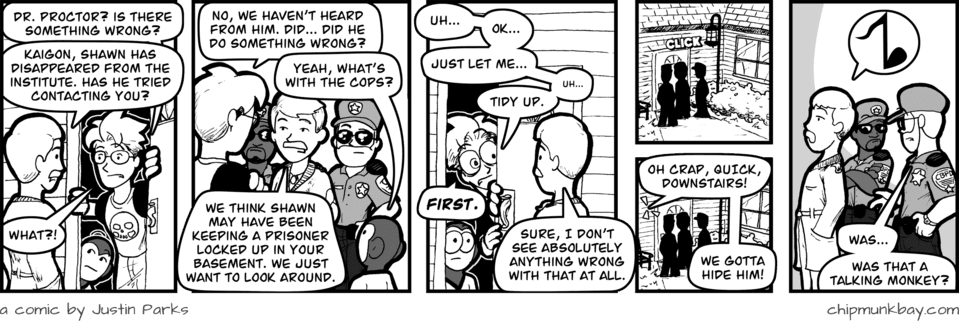 DR. PROCTOR? IS THERE
SOMETHING WRONG?
KAIGON, SHAWN HAS
DISAPPEARED FROM THE
INSTITUTE. HAS HE TRIED
CONTACTING YOU?
WHAT?!
NO, WE HAVEN'T HEARD
FROM HIM. DID... DID HE
DO SOMETHING WRONG?
YEAH, WHAT'S
WITH THE COPS?
WE THINK SHAWN
MAY HAVE BEEN
KEEPING A PRISONER
LOCKED UP IN YOUR
BASEMENT. WE JUST
WANT TO LOOK AROUND.
UH...
OK...
JUST LET ME...
UH...
TIDY UP.
FIRST.
SURE, I DON'T
SEE ABSOLUTELY
ANYTHING WRONG
WITH THAT AT ALL.
CLICK
OH CRAP, QUICK,
DOWNSTAIRS!
WE GOTTA
HIDE HIM!
WAS...
WAS THAT A
TALKING MONKEY?
a comic by Justin Parks
chipmunkbay.com